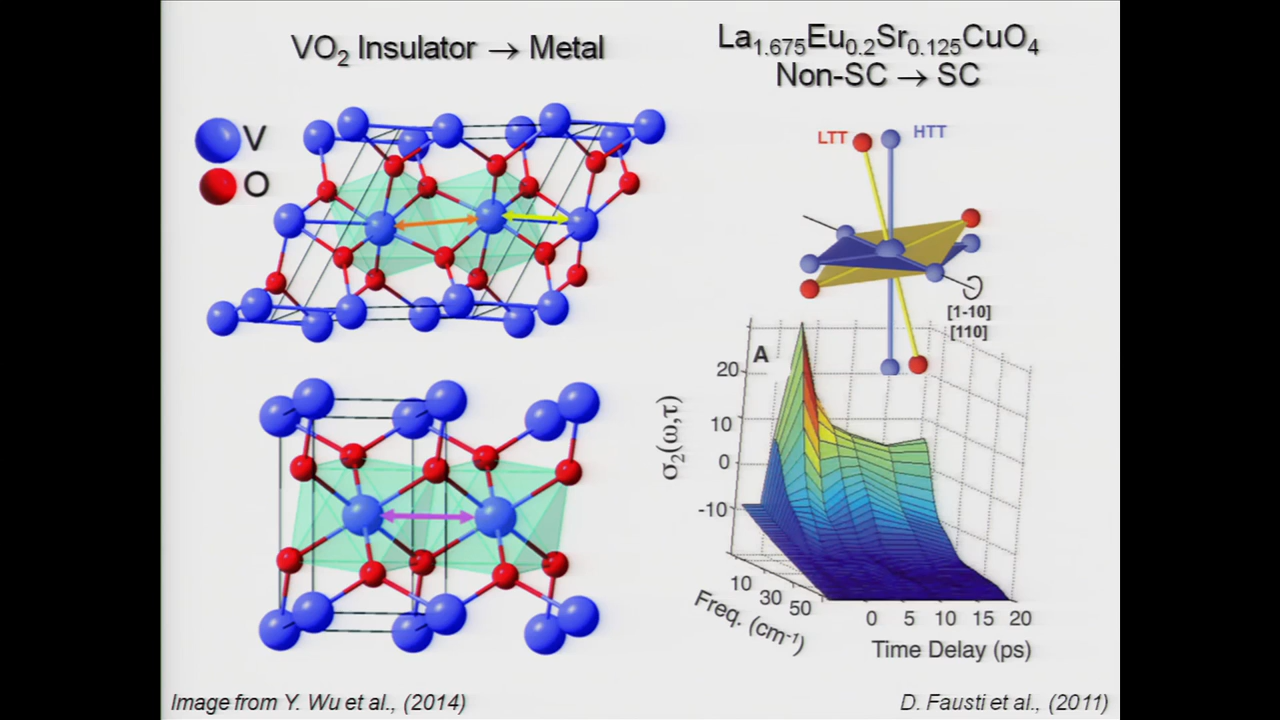 VO₂ Insulator → Metal
La₁.₆₇₅Eu₀.₂Sr₀.₁₂₅CuO₄
Non-SC → SC
V
O
LTT
HTT
[1-10]
[110]
A
20
10
0
-10
σ₂(ω,τ)
10
30
50
Freq. (cm⁻¹)
0
5
10
15
20
Time Delay (ps)
Image from Y. Wu et al., (2014)
D. Fausti et al., (2011)